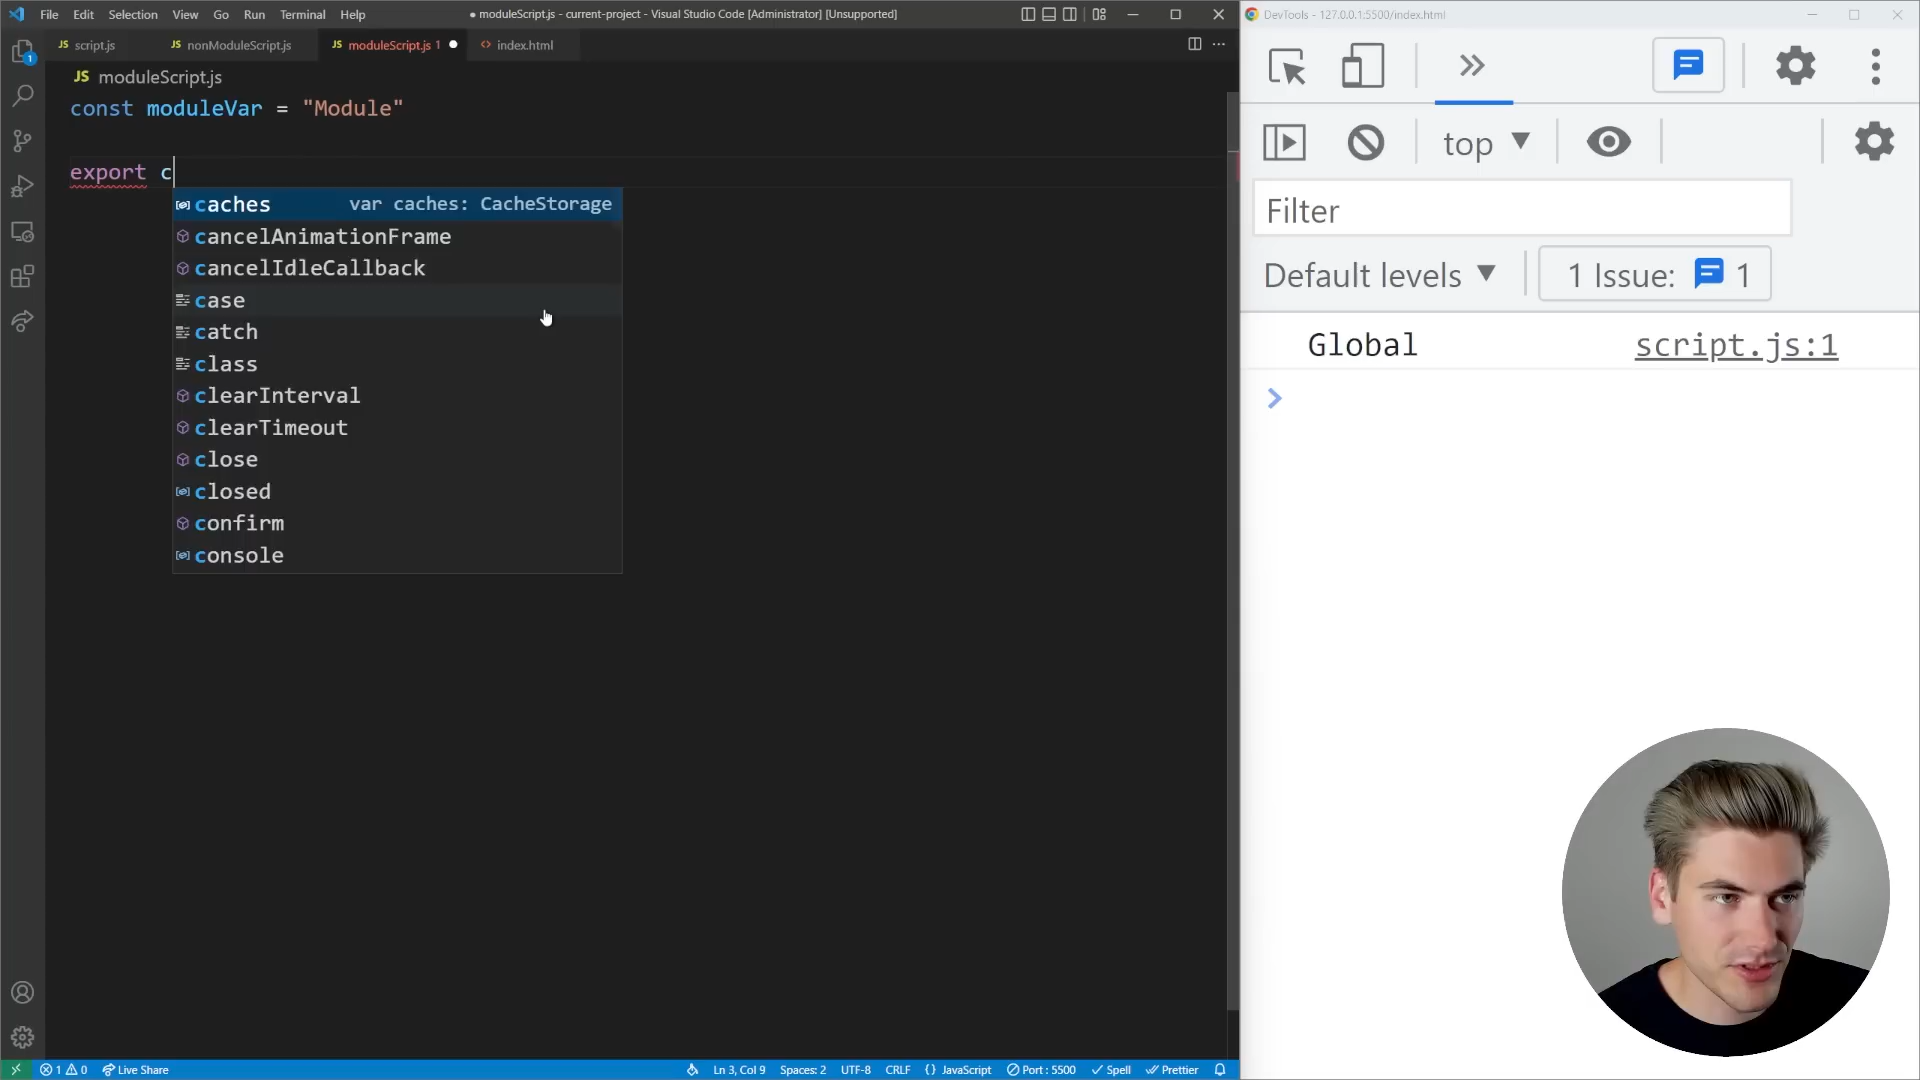 File Edit Selection View Go Run Terminal Help
● moduleScript.js - current-project - Visual Studio Code [Administrator] [Unsupported]
JS script.js JS nonModuleScript.js JS moduleScript.js 1 ● <> index.html
JS moduleScript.js
const moduleVar = "Module"
export c
caches var caches: CacheStorage
cancelAnimationFrame
cancelIdleCallback
case
catch
class
clearInterval
clearTimeout
close
closed
confirm
console
1
1 0 Live Share
Ln 3, Col 9 Spaces: 2 UTF-8 CRLF {} JavaScript Port : 5500 Spell Prettier
DevTools - 127.0.0.1:5500/index.html
top
Filter
Default levels 1 Issue: 1
Global script.js:1